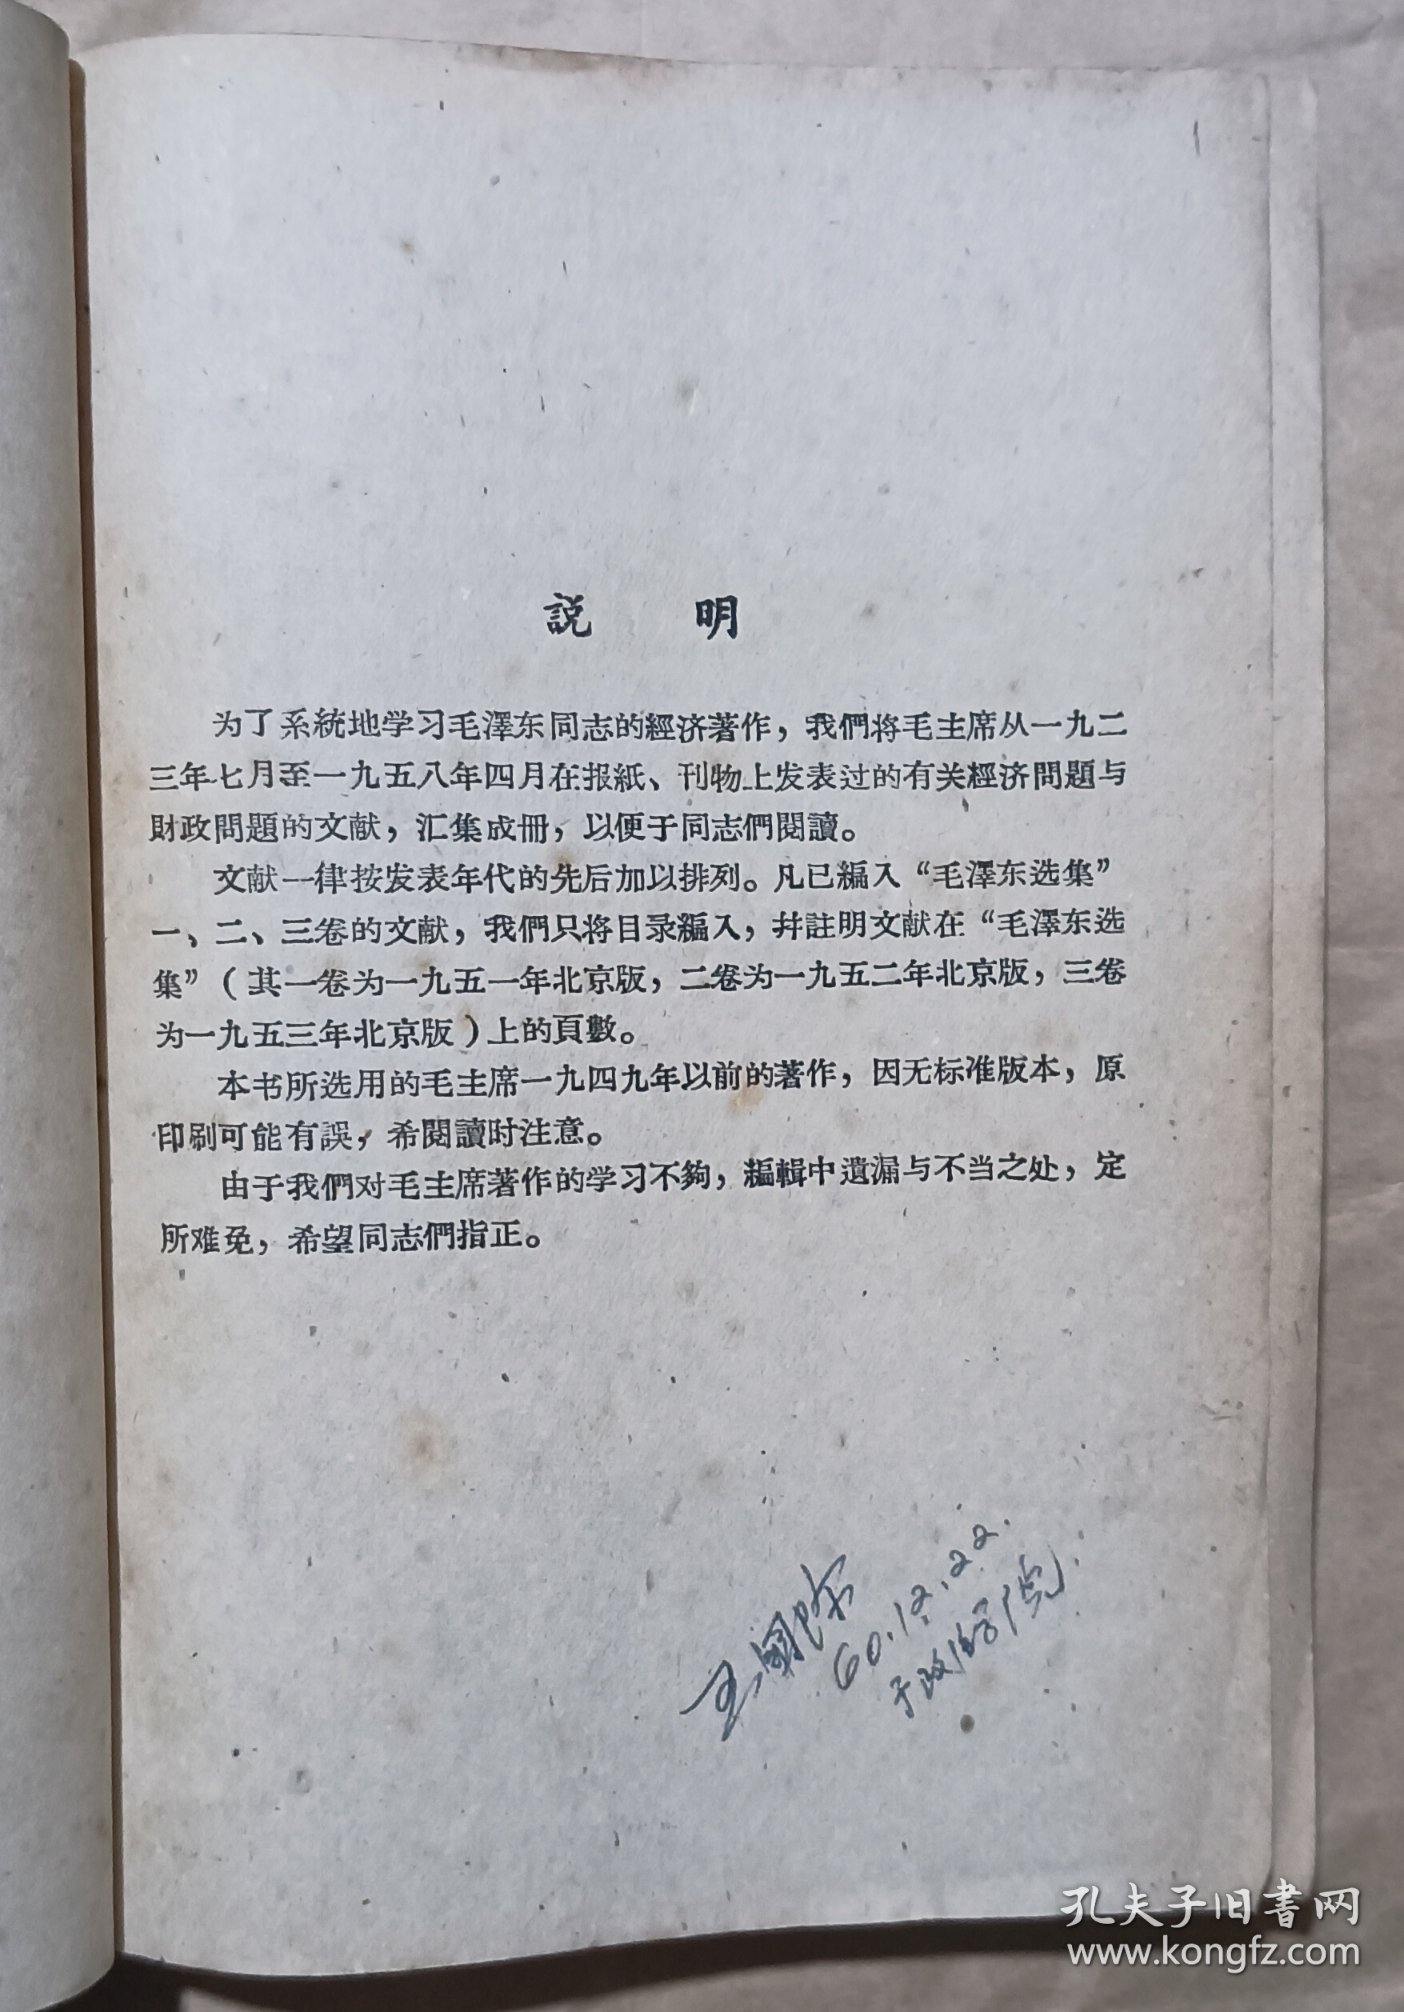 説　明
为了系統地学习毛澤东同志的經济著作，我們将毛主席从一九二
三年七月至一九五八年四月在报紙、刊物上发表过的有关經济問題与
財政問題的文献，汇集成冊，以便于同志們閱讀。
文献一律按发表年代的先后加以排列。凡已編入“毛澤东选集”
一、二、三卷的文献，我們只将目录編入，幷註明文献在“毛澤东选
集”（其一卷为一九五一年北京版，二卷为一九五二年北京版，三卷
为一九五三年北京版）上的頁數。
本书所选用的毛主席一九四九年以前的著作，因无标准版本，原
印刷可能有誤，希閱讀时注意。
由于我們对毛主席著作的学习不夠，編輯中遺漏与不当之处，定
所难免，希望同志們指正。
60.12.22.
于政治学院.
孔夫子旧書网
www.kongfz.com